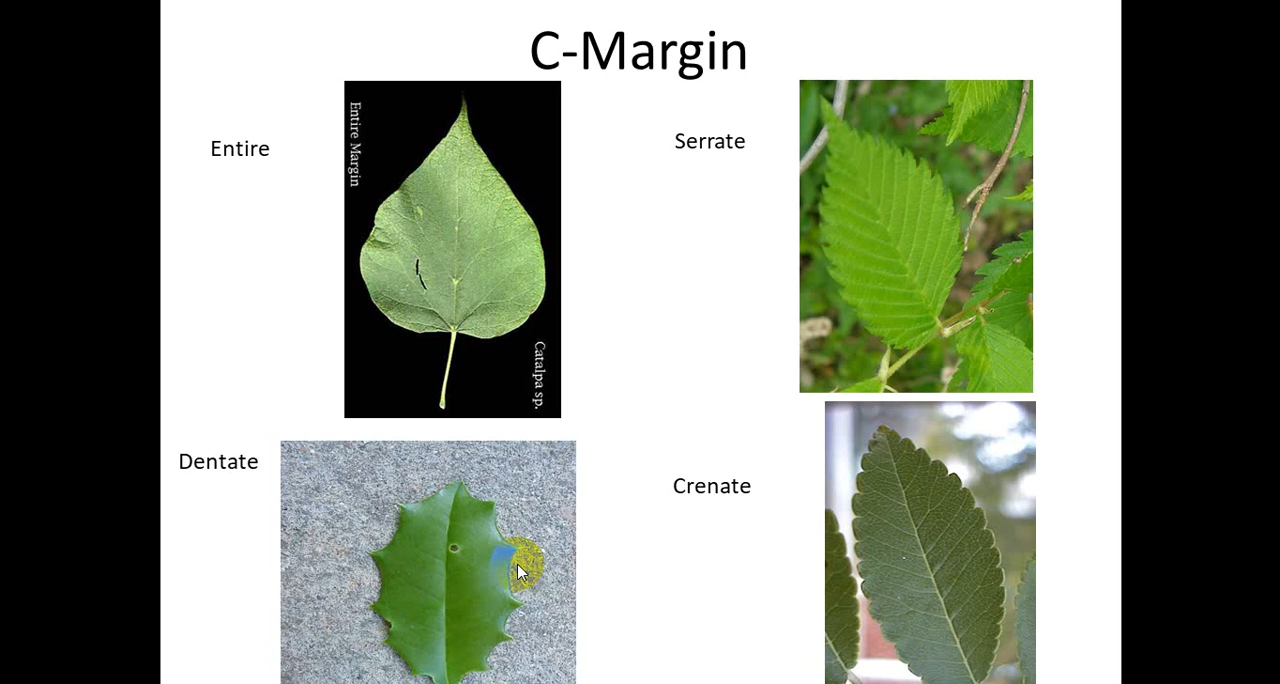 C-Margin
Entire
Entire Margin
Catalpa sp.
Serrate
Dentate
Crenate